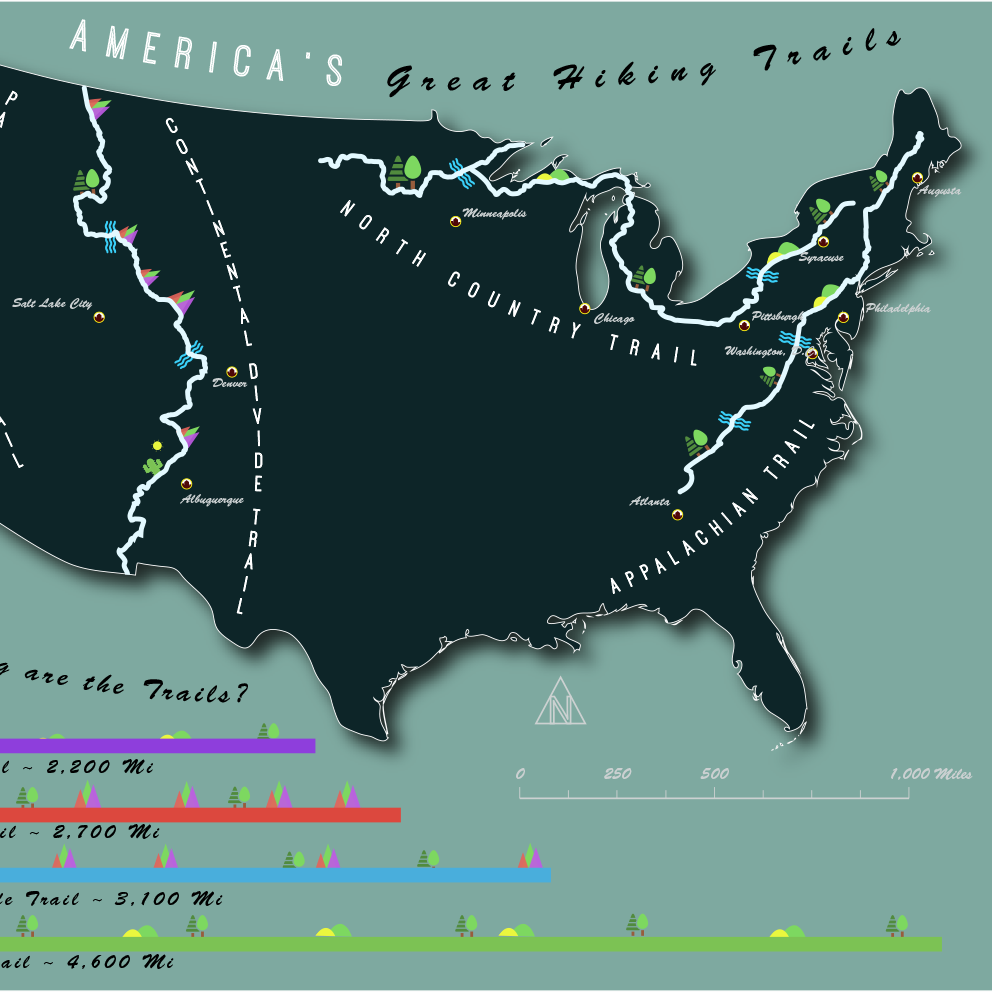 AMERICA'S Great Hiking Trails
PA
CONTINENTAL DIVIDE TRAIL
NORTH COUNTRY TRAIL
APPALACHIAN TRAIL
IL
Augusta
Minneapolis
Syracuse
Salt Lake City
Chicago
Pittsburgh
Philadelphia
Washington, D.
Denver
Albuquerque
Atlanta
N
g are the Trails?
0 250 500 1,000 Miles
l ~ 2,200 Mi
il ~ 2,700 Mi
le Trail ~ 3,100 Mi
ail ~ 4,600 Mi